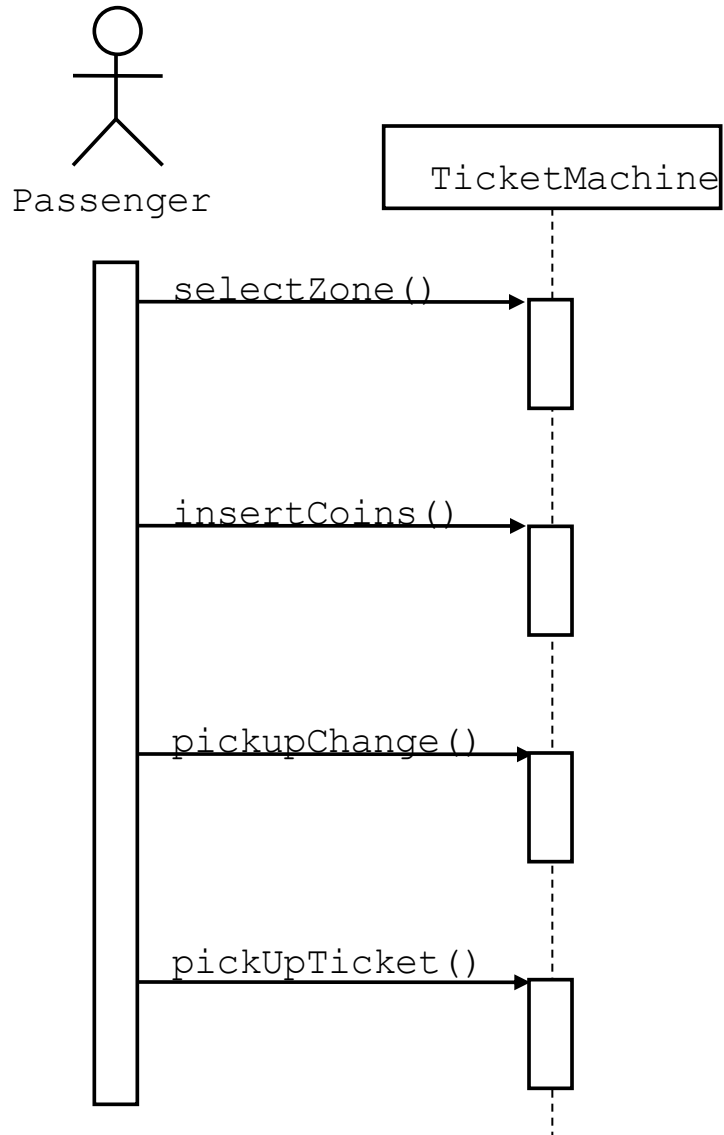 Passenger
TicketMachine
selectZone()
insertCoins()
pickupChange()
pickUpTicket()